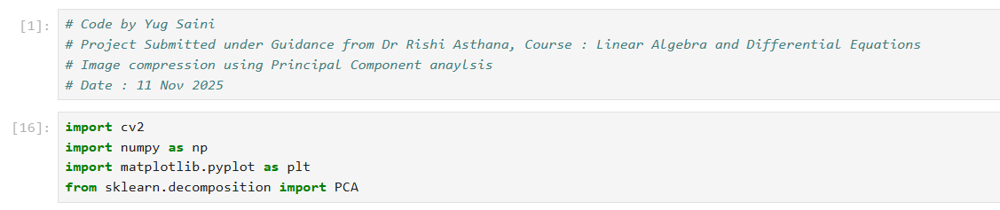 [1]:
# Code by Yug Saini
# Project Submitted under Guidance from Dr Rishi Asthana, Course : Linear Algebra and Differential Equations
# Image compression using Principal Component anaylsis
# Date : 11 Nov 2025
[16]:
import cv2
import numpy as np
import matplotlib.pyplot as plt
from sklearn.decomposition import PCA